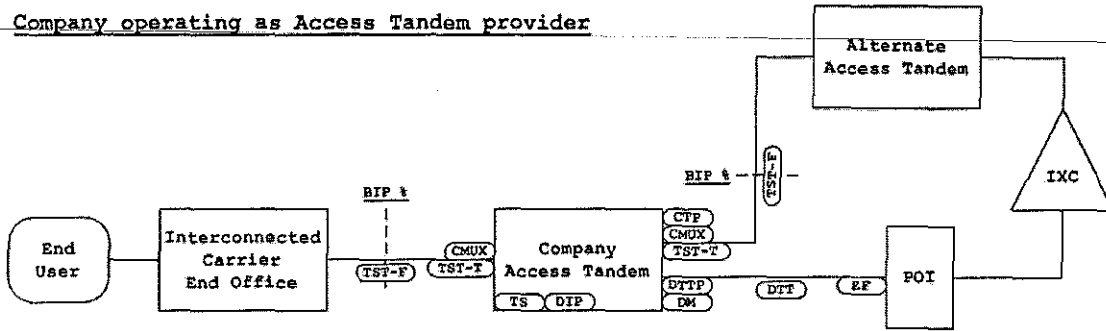 Company operating as Access Tandem provider
Alternate
Access Tandem
BIP %
TST-F
IXC
BIP %
End
User
Interconnected
Carrier
End Office
TST-F
CMUX
TST-T
Company
Access Tandem
TS
DIP
CTP
CMUX
TST-T
DTTP
DM
DTT
EF
POI